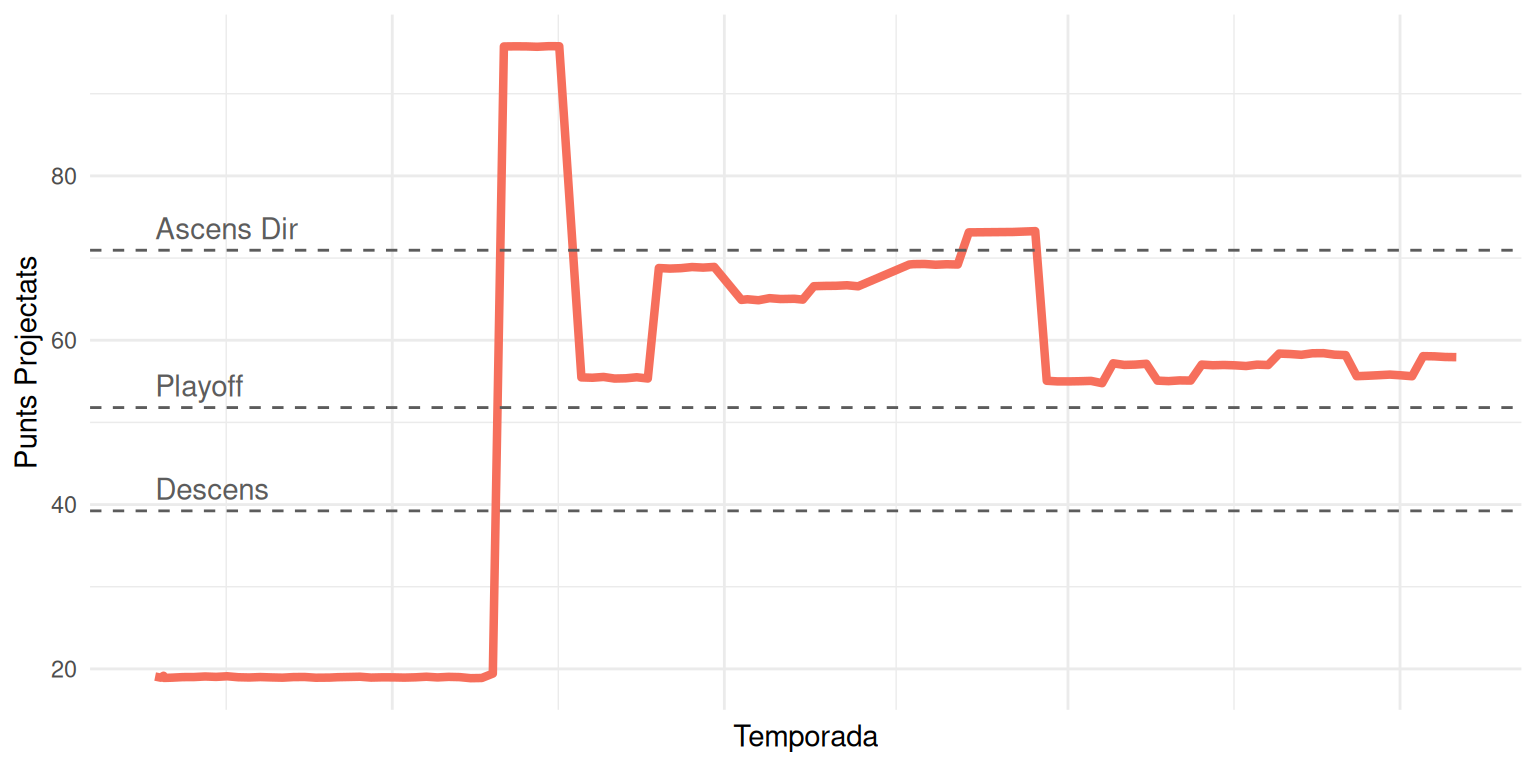 80
60
40
20
Punts Projectats
Ascens Dir
Playoff
Descens
Temporada